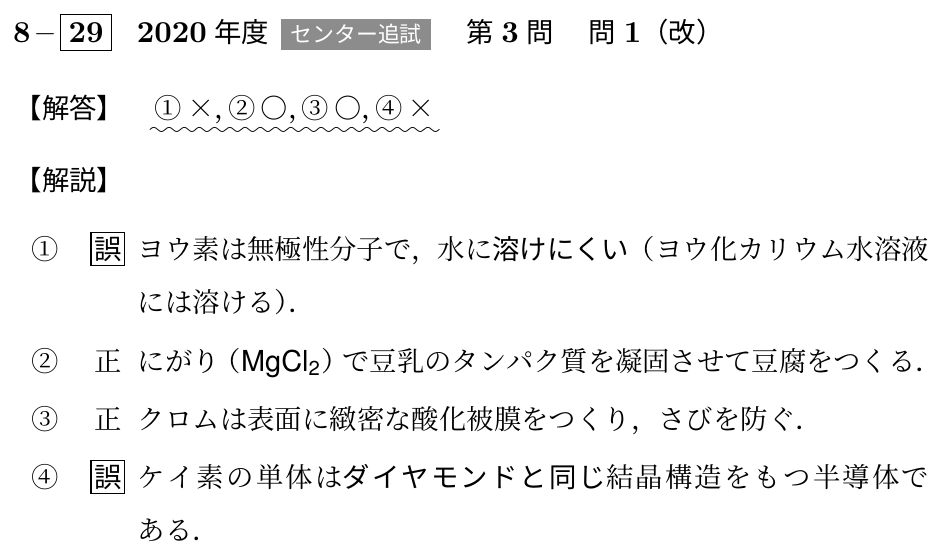 8－29 2020 年度 センター追試 第 3 問 問 1（改）
【解答】 ① ×, ② ○, ③ ○, ④ ×
【解説】
① 誤 ヨウ素は無極性分子で，水に溶けにくい（ヨウ化カリウム水溶液
には溶ける）．
② 正 にがり（MgCl₂）で豆乳のタンパク質を凝固させて豆腐をつくる．
③ 正 クロムは表面に緻密な酸化被膜をつくり，さびを防ぐ．
④ 誤 ケイ素の単体はダイヤモンドと同じ結晶構造をもつ半導体で
ある．